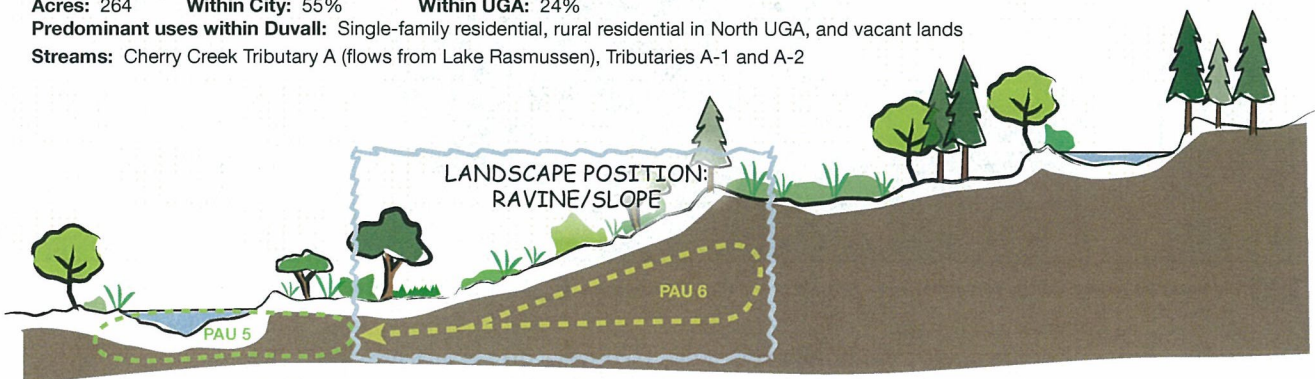 Acres: 264 Within City: 55% Within UGA: 24%
Predominant uses within Duvall: Single-family residential, rural residential in North UGA, and vacant lands
Streams: Cherry Creek Tributary A (flows from Lake Rasmussen), Tributaries A-1 and A-2
LANDSCAPE POSITION:
RAVINE/SLOPE
PAU 6
PAU 5